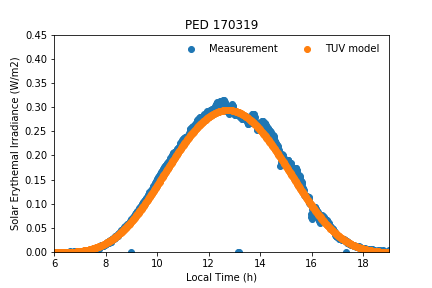 PED 170319
Measurement
TUV model
Solar Erythemal Irradiance (W/m2)
0.45
0.40
0.35
0.30
0.25
0.20
0.15
0.10
0.05
0.00
6 8 10 12 14 16 18
Local Time (h)